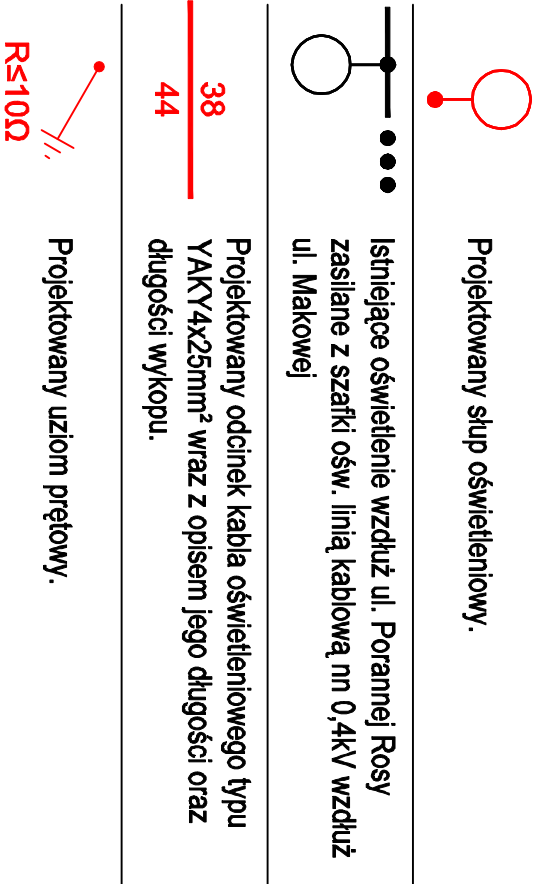 Projektowany słup oświetleniowy.
Istniejące oświetlenie wzdłuż ul. Porannej Rosy
zasilane z szafki ośw. linią kablową nn 0,4kV wzdłuż
ul. Makowej
38
44
Projektowany odcinek kabla oświetleniowego typu
YAKY4x25mm² wraz z opisem jego długości oraz
długości wykopu.
R≤10Ω
Projektowany uziom prętowy.